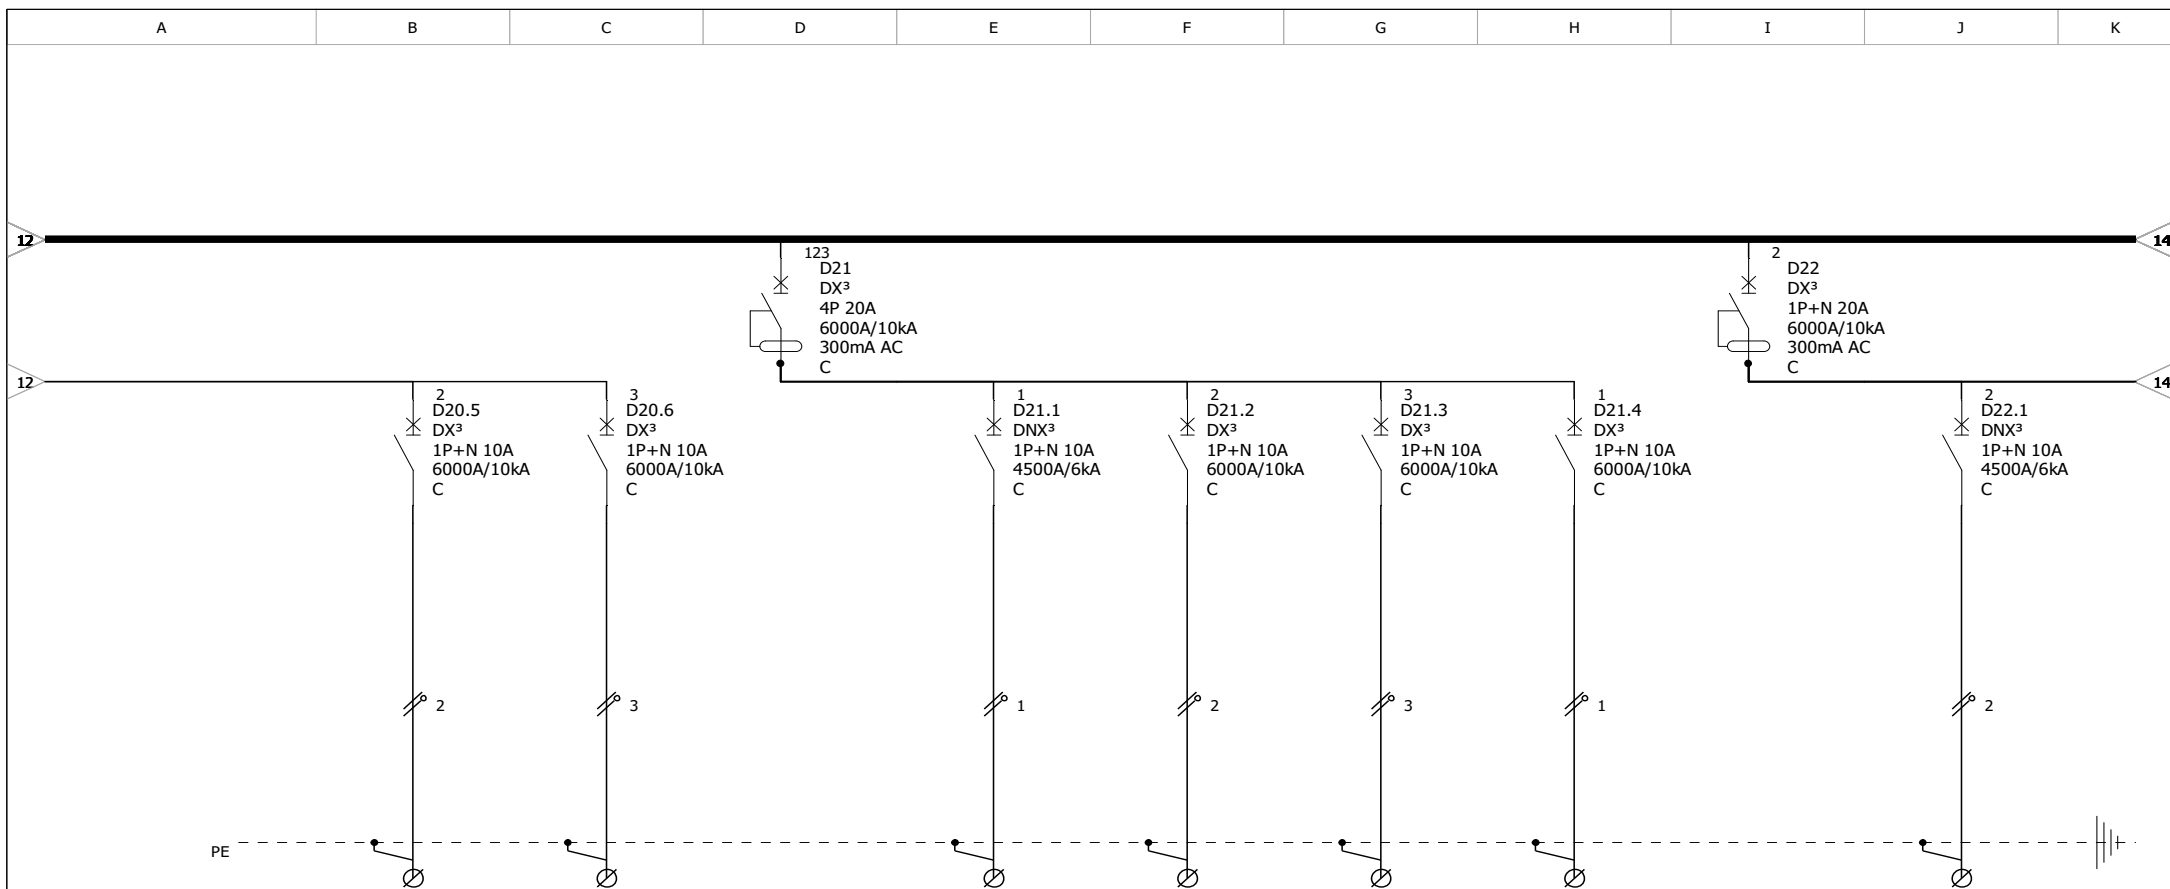 A B C D E F G H I J K
12
14
123
D21
DX³
4P 20A
6000A/10kA
300mA AC
C
2
D22
DX³
1P+N 20A
6000A/10kA
300mA AC
C
12
14
2
D20.5
DX³
1P+N 10A
6000A/10kA
C
3
D20.6
DX³
1P+N 10A
6000A/10kA
C
1
D21.1
DNX³
1P+N 10A
4500A/6kA
C
2
D21.2
DX³
1P+N 10A
6000A/10kA
C
3
D21.3
DX³
1P+N 10A
6000A/10kA
C
1
D21.4
DX³
1P+N 10A
6000A/10kA
C
2
D22.1
DNX³
1P+N 10A
4500A/6kA
C
2 3 1 2 3 1 2
PE